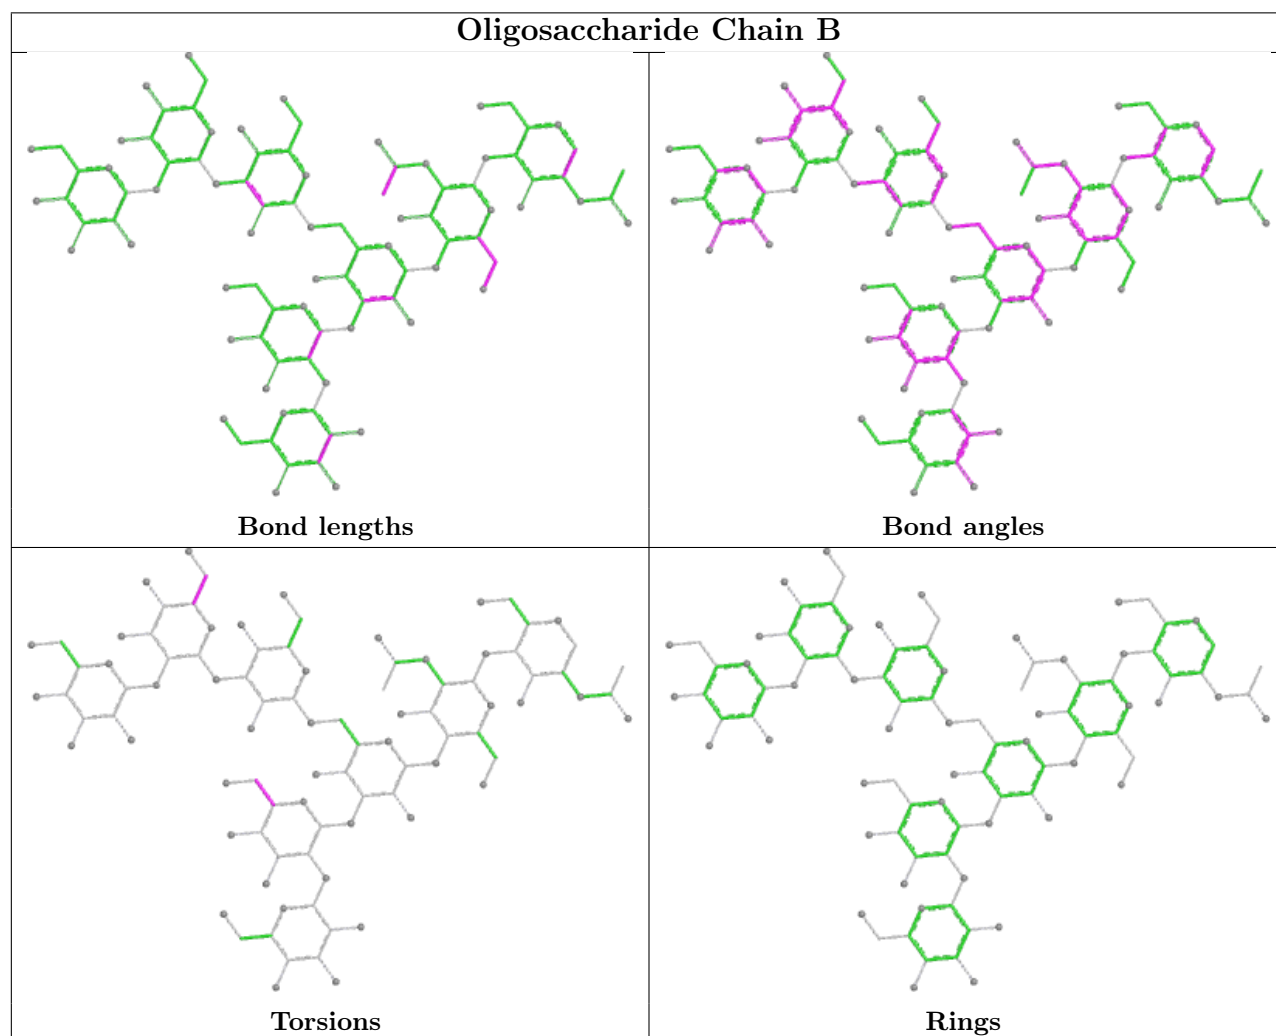 Oligosaccharide Chain B
Bond lengths
Bond angles
Torsions
Rings